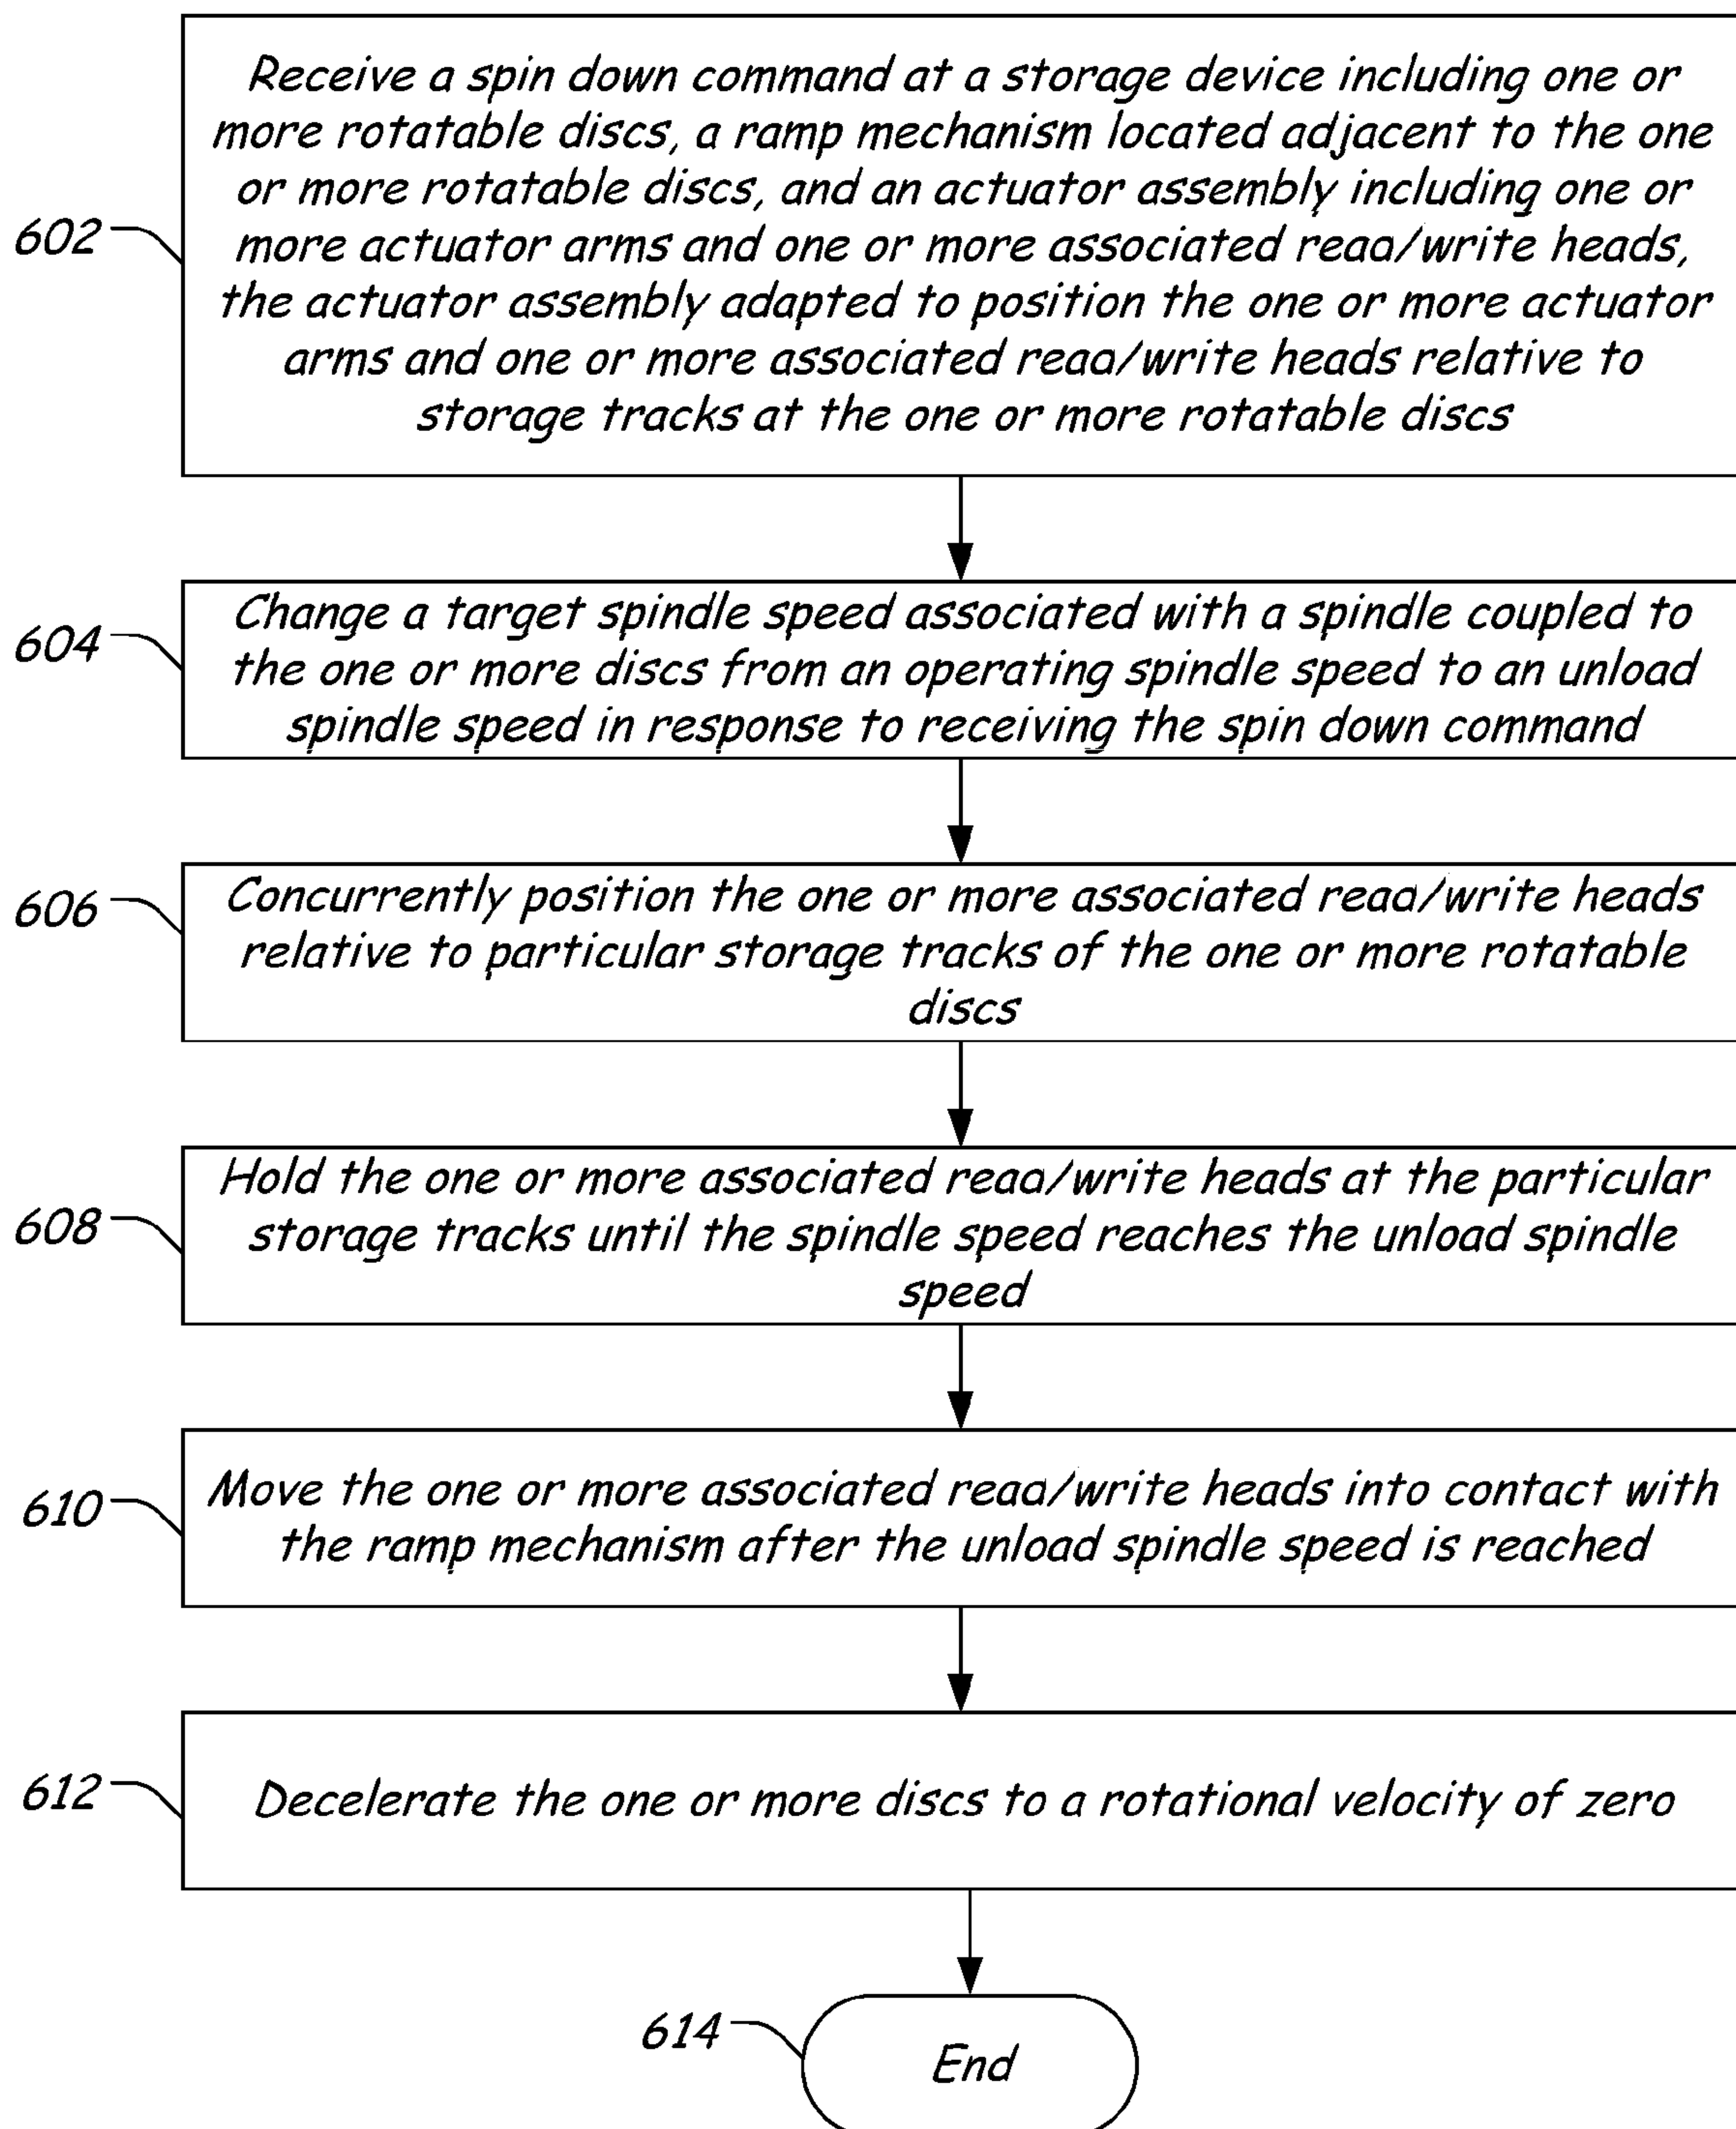 Receive a spin down command at a storage device including one or
more rotatable discs, a ramp mechanism located adjacent to the one
or more rotatable discs, and an actuator assembly including one or
602
more actuator arms and one or more associated read/write heads,
the actuator assembly adapted to position the one or more actuator
arms and one or more associated read/write heads relative to
storage tracks at the one or more rotatable discs
Change a target spindle speed associated with a spindle coupled to
604
the one or more discs from an operating spindle speed to an unload
spindle speed in response to receiving the spin down command
Concurrently position the one or more associated read/write heads
606
relative to particular storage tracks of the one or more rotatable
discs
Hold the one or more associated read/write heads at the particular
608
storage tracks until the spindle speed reaches the unload spindle
speed
Move the one or more associated read/write heads into contact with
610
the ramp mechanism after the unload spindle speed is reached
612
Decelerate the one or more discs to a rotational velocity of zero
614
End